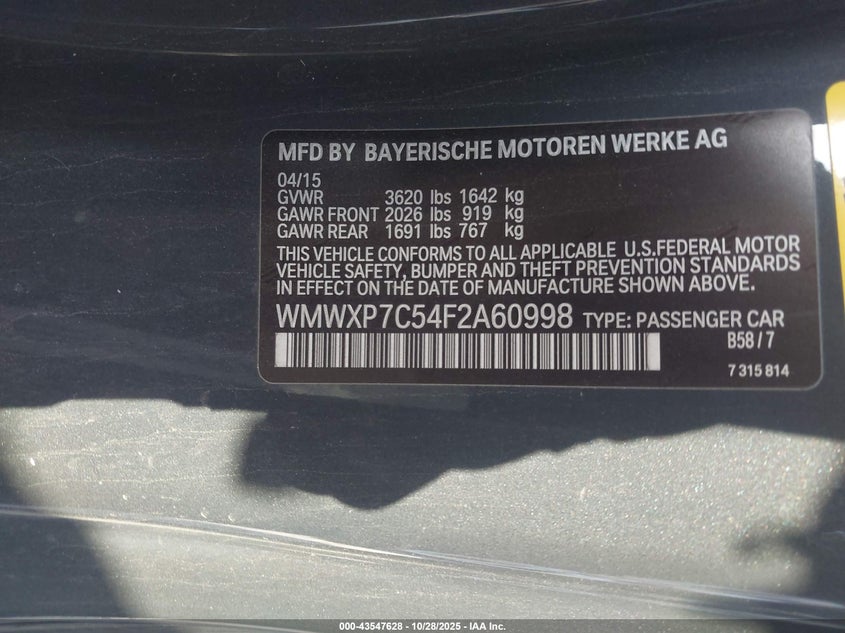 MFD BY BAYERISCHE MOTOREN WERKE AG
04/15
GVWR 3620 lbs 1642 kg
GAWR FRONT 2026 lbs 919 kg
GAWR REAR 1691 lbs 767 kg
THIS VEHICLE CONFORMS TO ALL APPLICABLE U.S.FEDERAL MOTOR
VEHICLE SAFETY, BUMPER AND THEFT PREVENTION STANDARDS
IN EFFECT ON THE DATE OF MANUFACTURE SHOWN ABOVE.
WMWXP7C54F2A60998 TYPE: PASSENGER CAR
B58/7
7 315 814
000-43547628 - 10/28/2025 - IAA Inc.